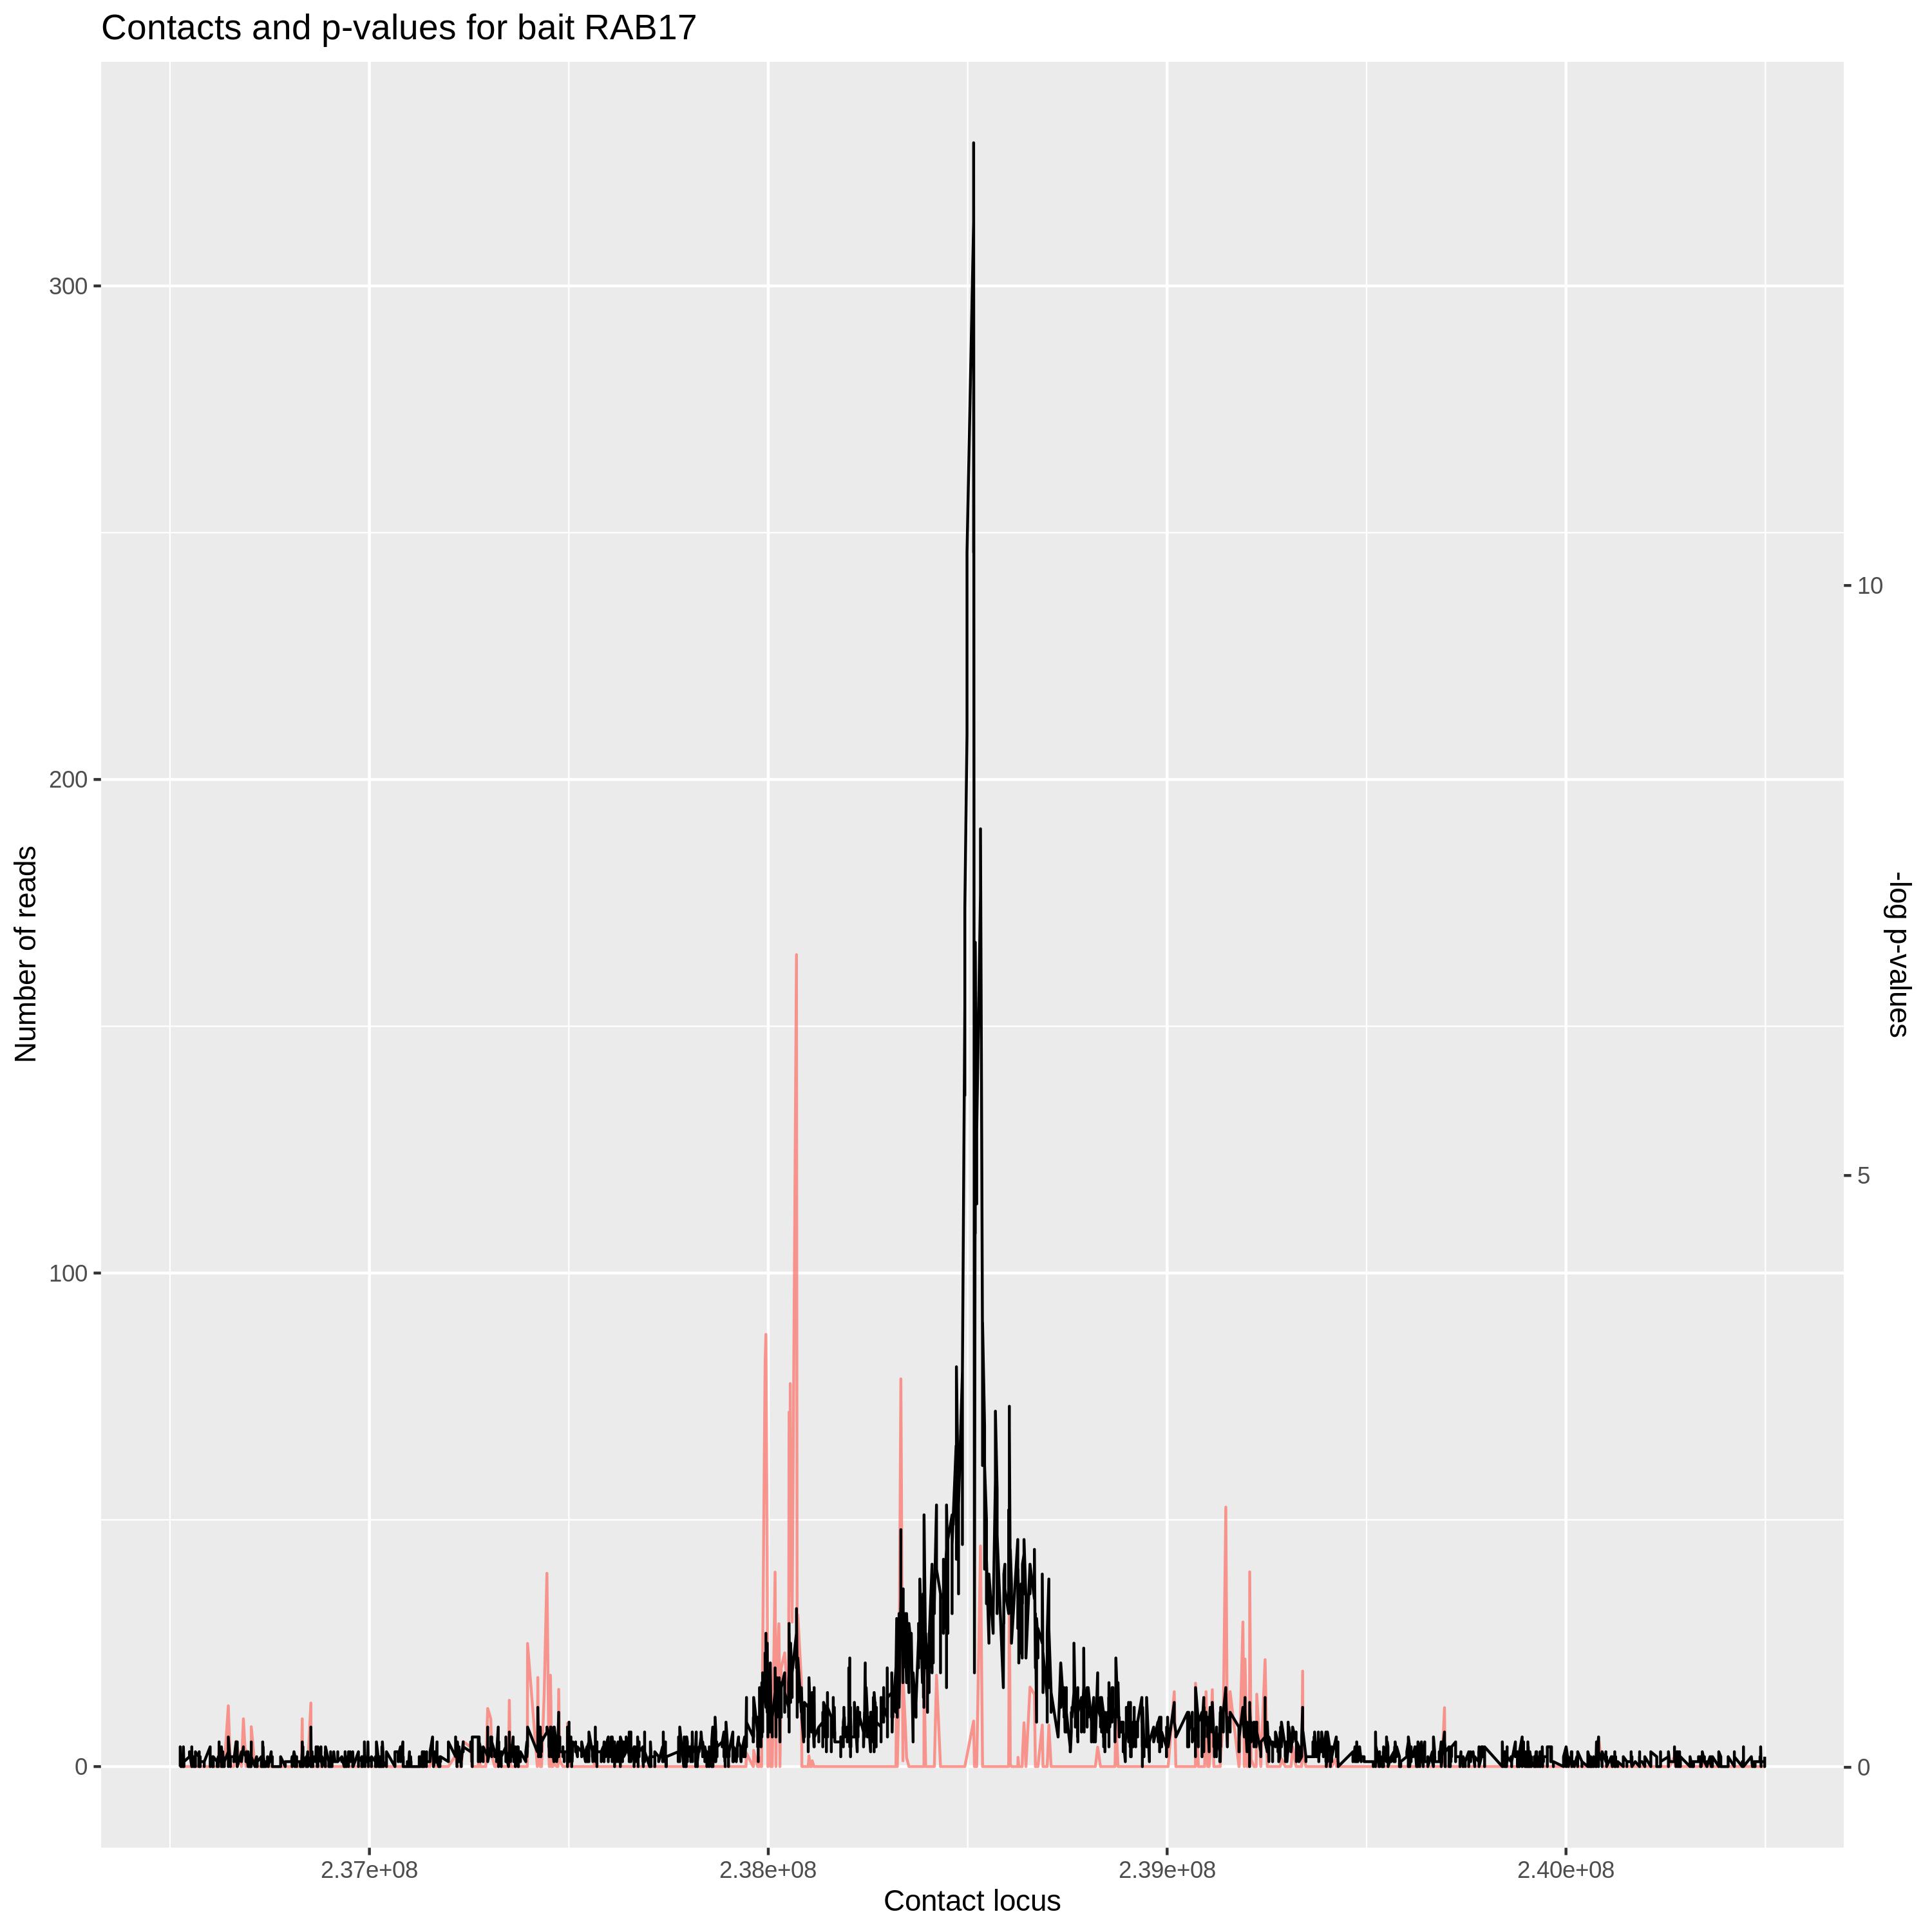 Contacts and p-values for bait RAB17
300
200
100
0
Number of reads
10
5
0
-log p-values
2.37e+08
2.38e+08
2.39e+08
2.40e+08
Contact locus